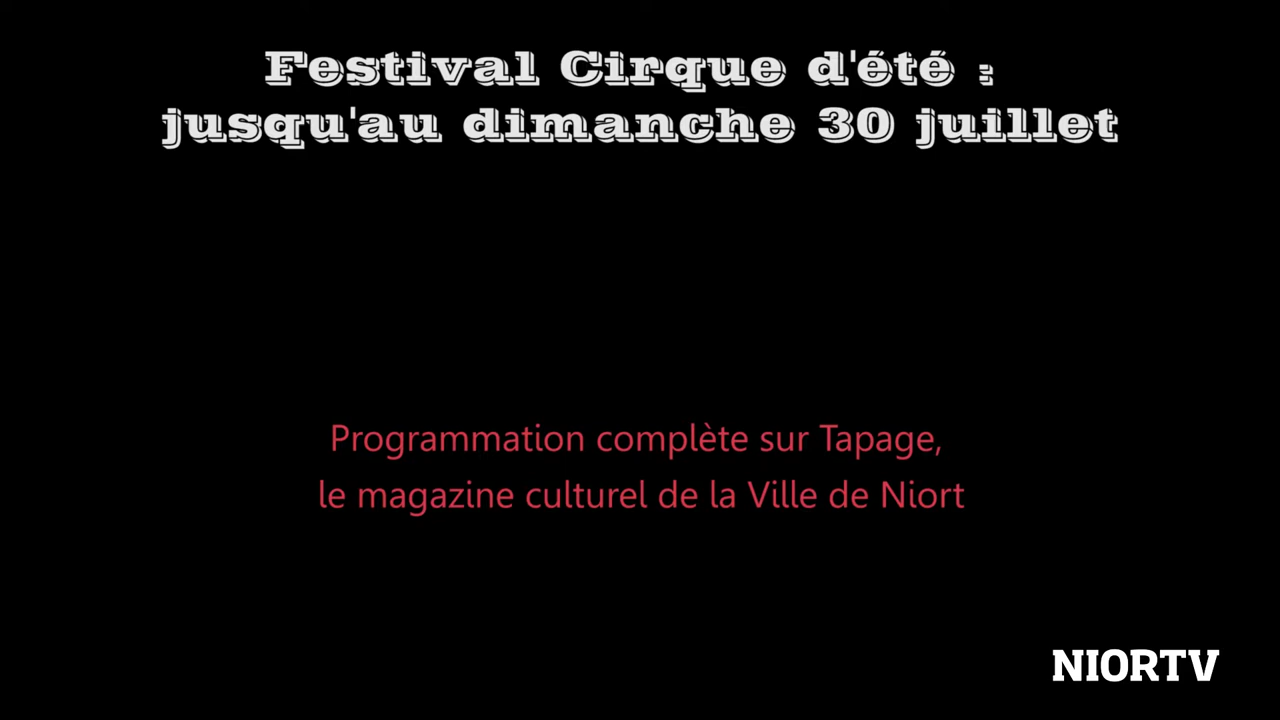 Festival Cirque d'été :
jusqu'au dimanche 30 juillet
Programmation complète sur Tapage,
le magazine culturel de la Ville de Niort
NIORTV